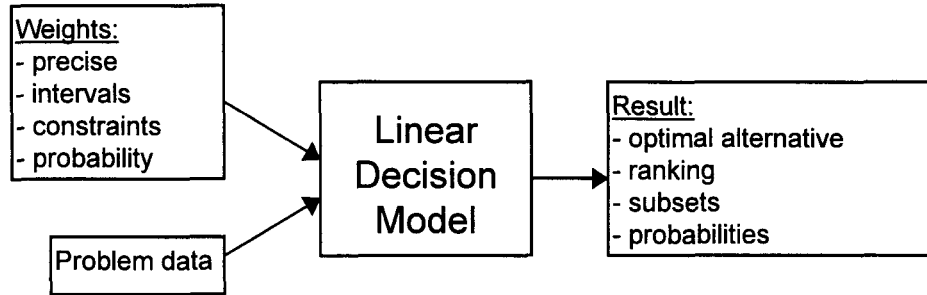 Weights:
- precise
- intervals
- constraints
- probability
Problem data
Linear
Decision
Model
Result:
- optimal alternative
- ranking
- subsets
- probabilities